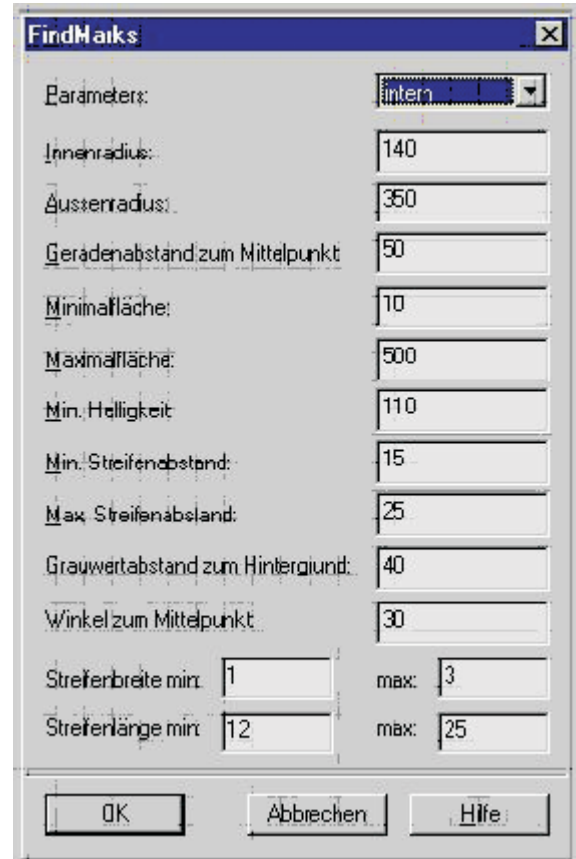 FindMarks
Parameters: intern
Innenradius: 140
Aussenradius: 350
Geradenabstand zum Mittelpunkt 50
Minimalfläche: 10
Maximalfläche: 500
Min. Helligkeit 110
Min. Streifenabstand: 15
Max. Streifenabstand: 25
Grauwertabstand zum Hintergrund: 40
Winkel zum Mittelpunkt 30
Streifenbreite min: 1 max: 3
Streifenlänge min: 12 max: 25
OK Abbrechen Hilfe